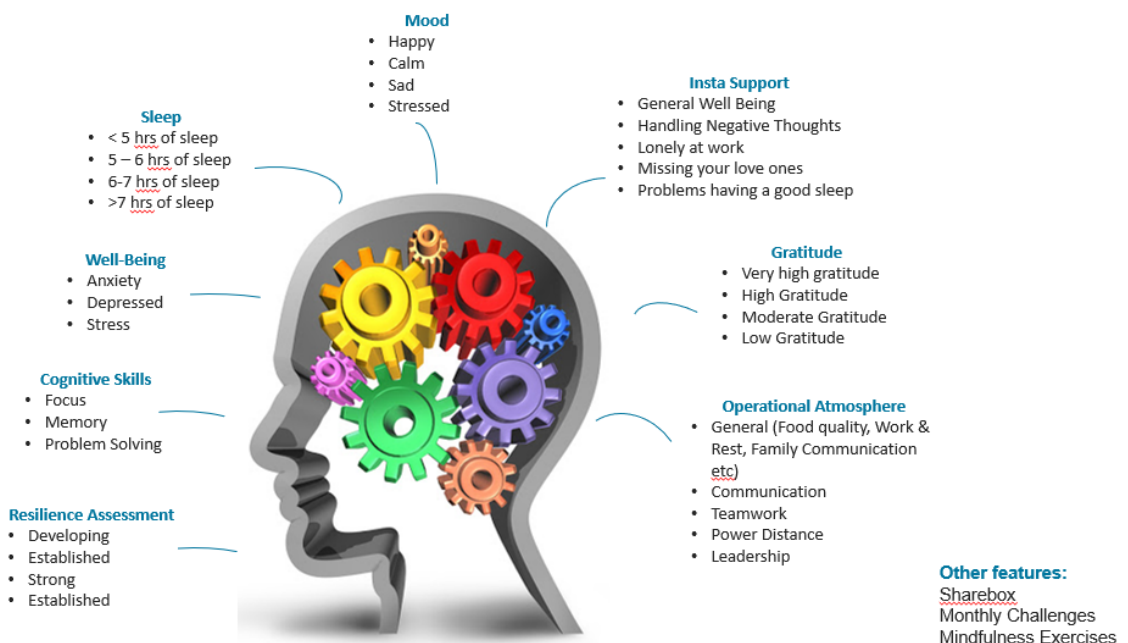 Mood
• Happy
• Calm
• Sad
• Stressed
Insta Support
• General Well Being
• Handling Negative Thoughts
• Lonely at work
• Missing your love ones
• Problems having a good sleep
Sleep
• < 5 hrs of sleep
• 5 – 6 hrs of sleep
• 6-7 hrs of sleep
• >7 hrs of sleep
Gratitude
• Very high gratitude
• High Gratitude
• Moderate Gratitude
• Low Gratitude
Well-Being
• Anxiety
• Depressed
• Stress
Cognitive Skills
• Focus
• Memory
• Problem Solving
Operational Atmosphere
• General (Food quality, Work &
Rest, Family Communication
etc)
• Communication
• Teamwork
• Power Distance
• Leadership
Resilience Assessment
• Developing
• Established
• Strong
• Established
Other features:
Sharebox
Monthly Challenges
Mindfulness Exercises